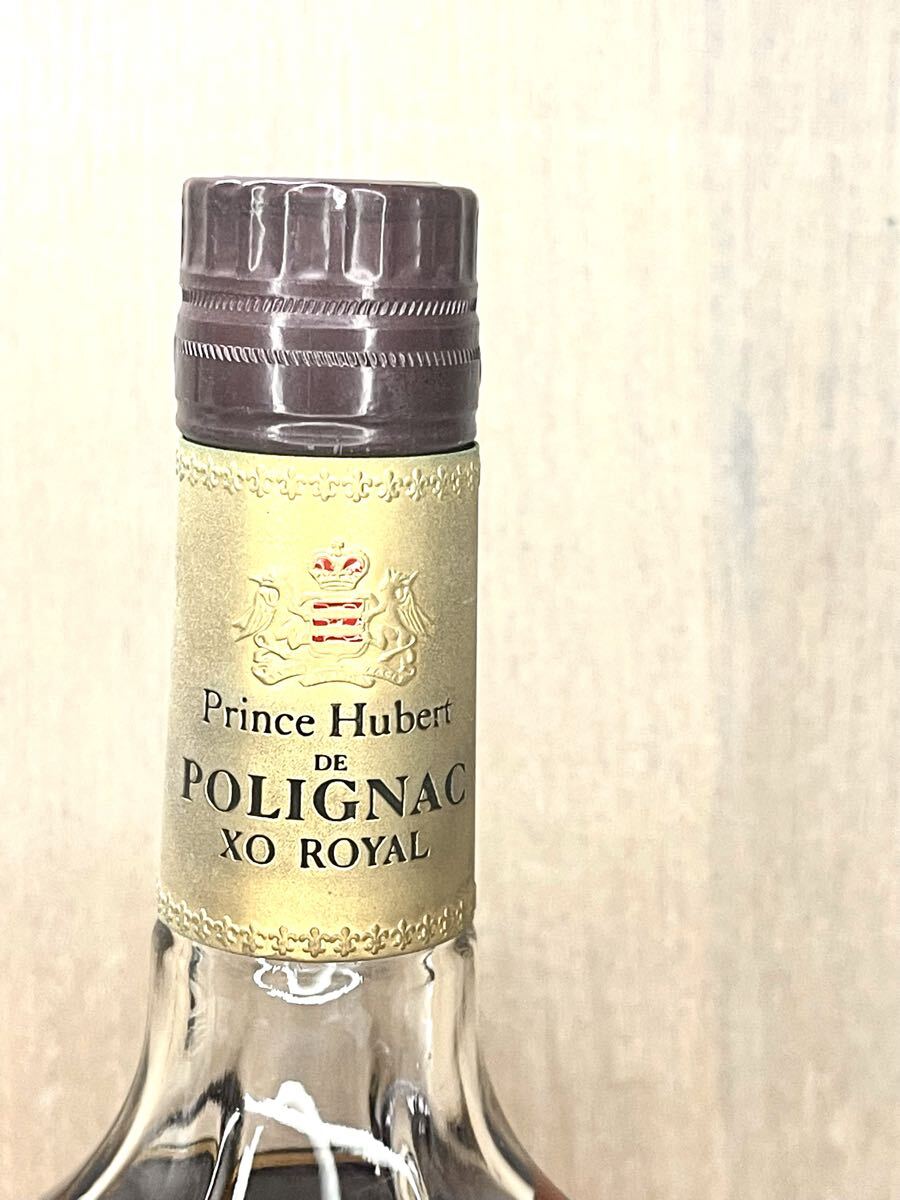 Prince Hubert
DE
POLIGNAC
XO ROYAL